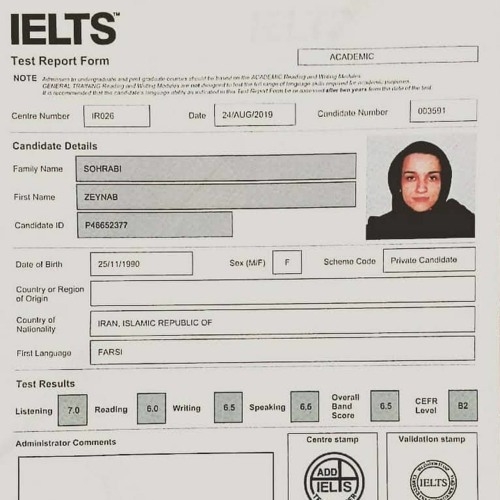 IELTS™
Test Report Form
ACADEMIC
NOTE Admission to undergraduate and post graduate courses should be based on the ACADEMIC Reading and Writing Modules.
GENERAL TRAINING Reading and Writing Modules are not designed to test the full range of language skills required for academic purposes.
It is recommended that the candidate's language ability as indicated in this Test Report Form be re-assessed after two years from the date of the test.
Centre Number IR026 Date 24/AUG/2019 Candidate Number 003591
Candidate Details
Family Name SOHRABI
First Name ZEYNAB
Candidate ID P46652377
Date of Birth 25/11/1990 Sex (M/F) F Scheme Code Private Candidate
Country or Region of Origin
Country of Nationality IRAN, ISLAMIC REPUBLIC OF
First Language FARSI
Test Results
Listening 7.0 Reading 6.0 Writing 6.5 Speaking 6.5 Overall Band Score 6.5 CEFR Level B2
Administrator Comments
Centre stamp
Validation stamp
ADD
IELTS
IELTS